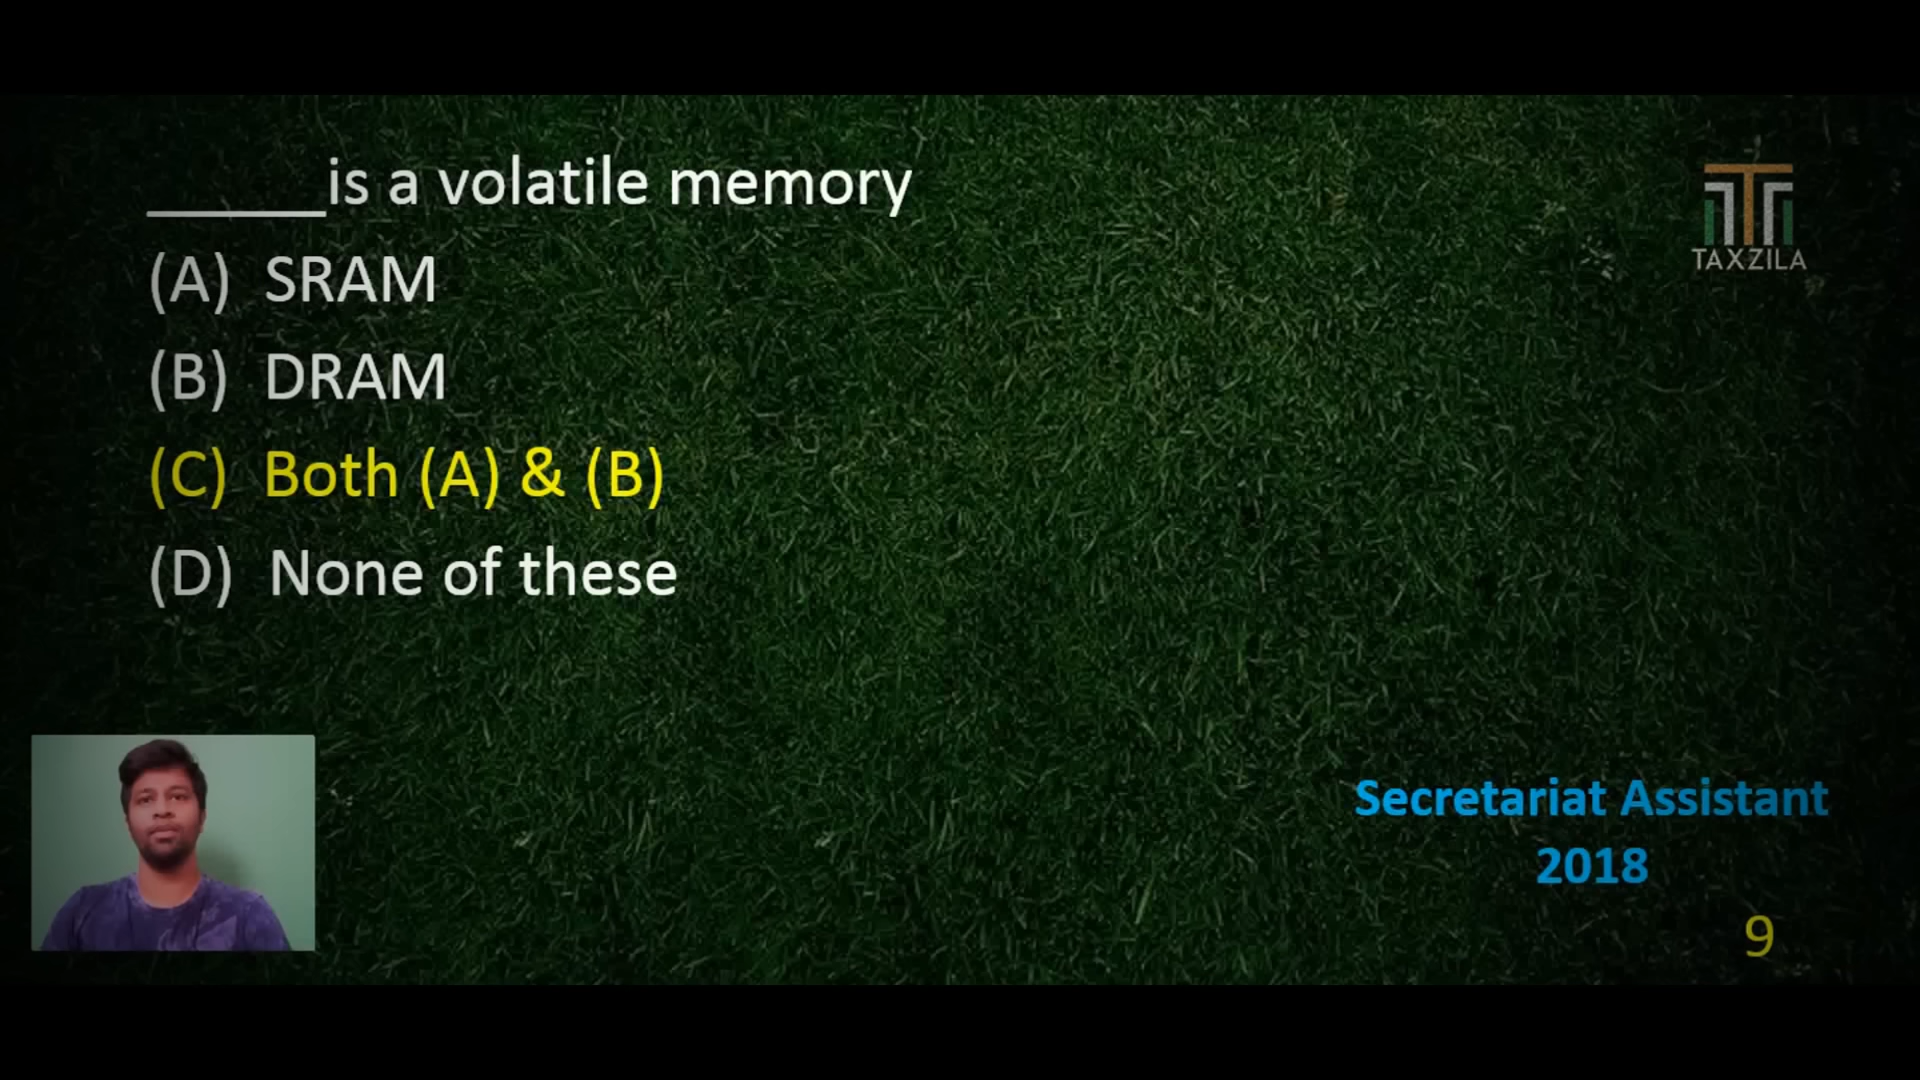 ______is a volatile memory
(A) SRAM
(B) DRAM
(C) Both (A) & (B)
(D) None of these
TAXZILA
Secretariat Assistant
2018
9